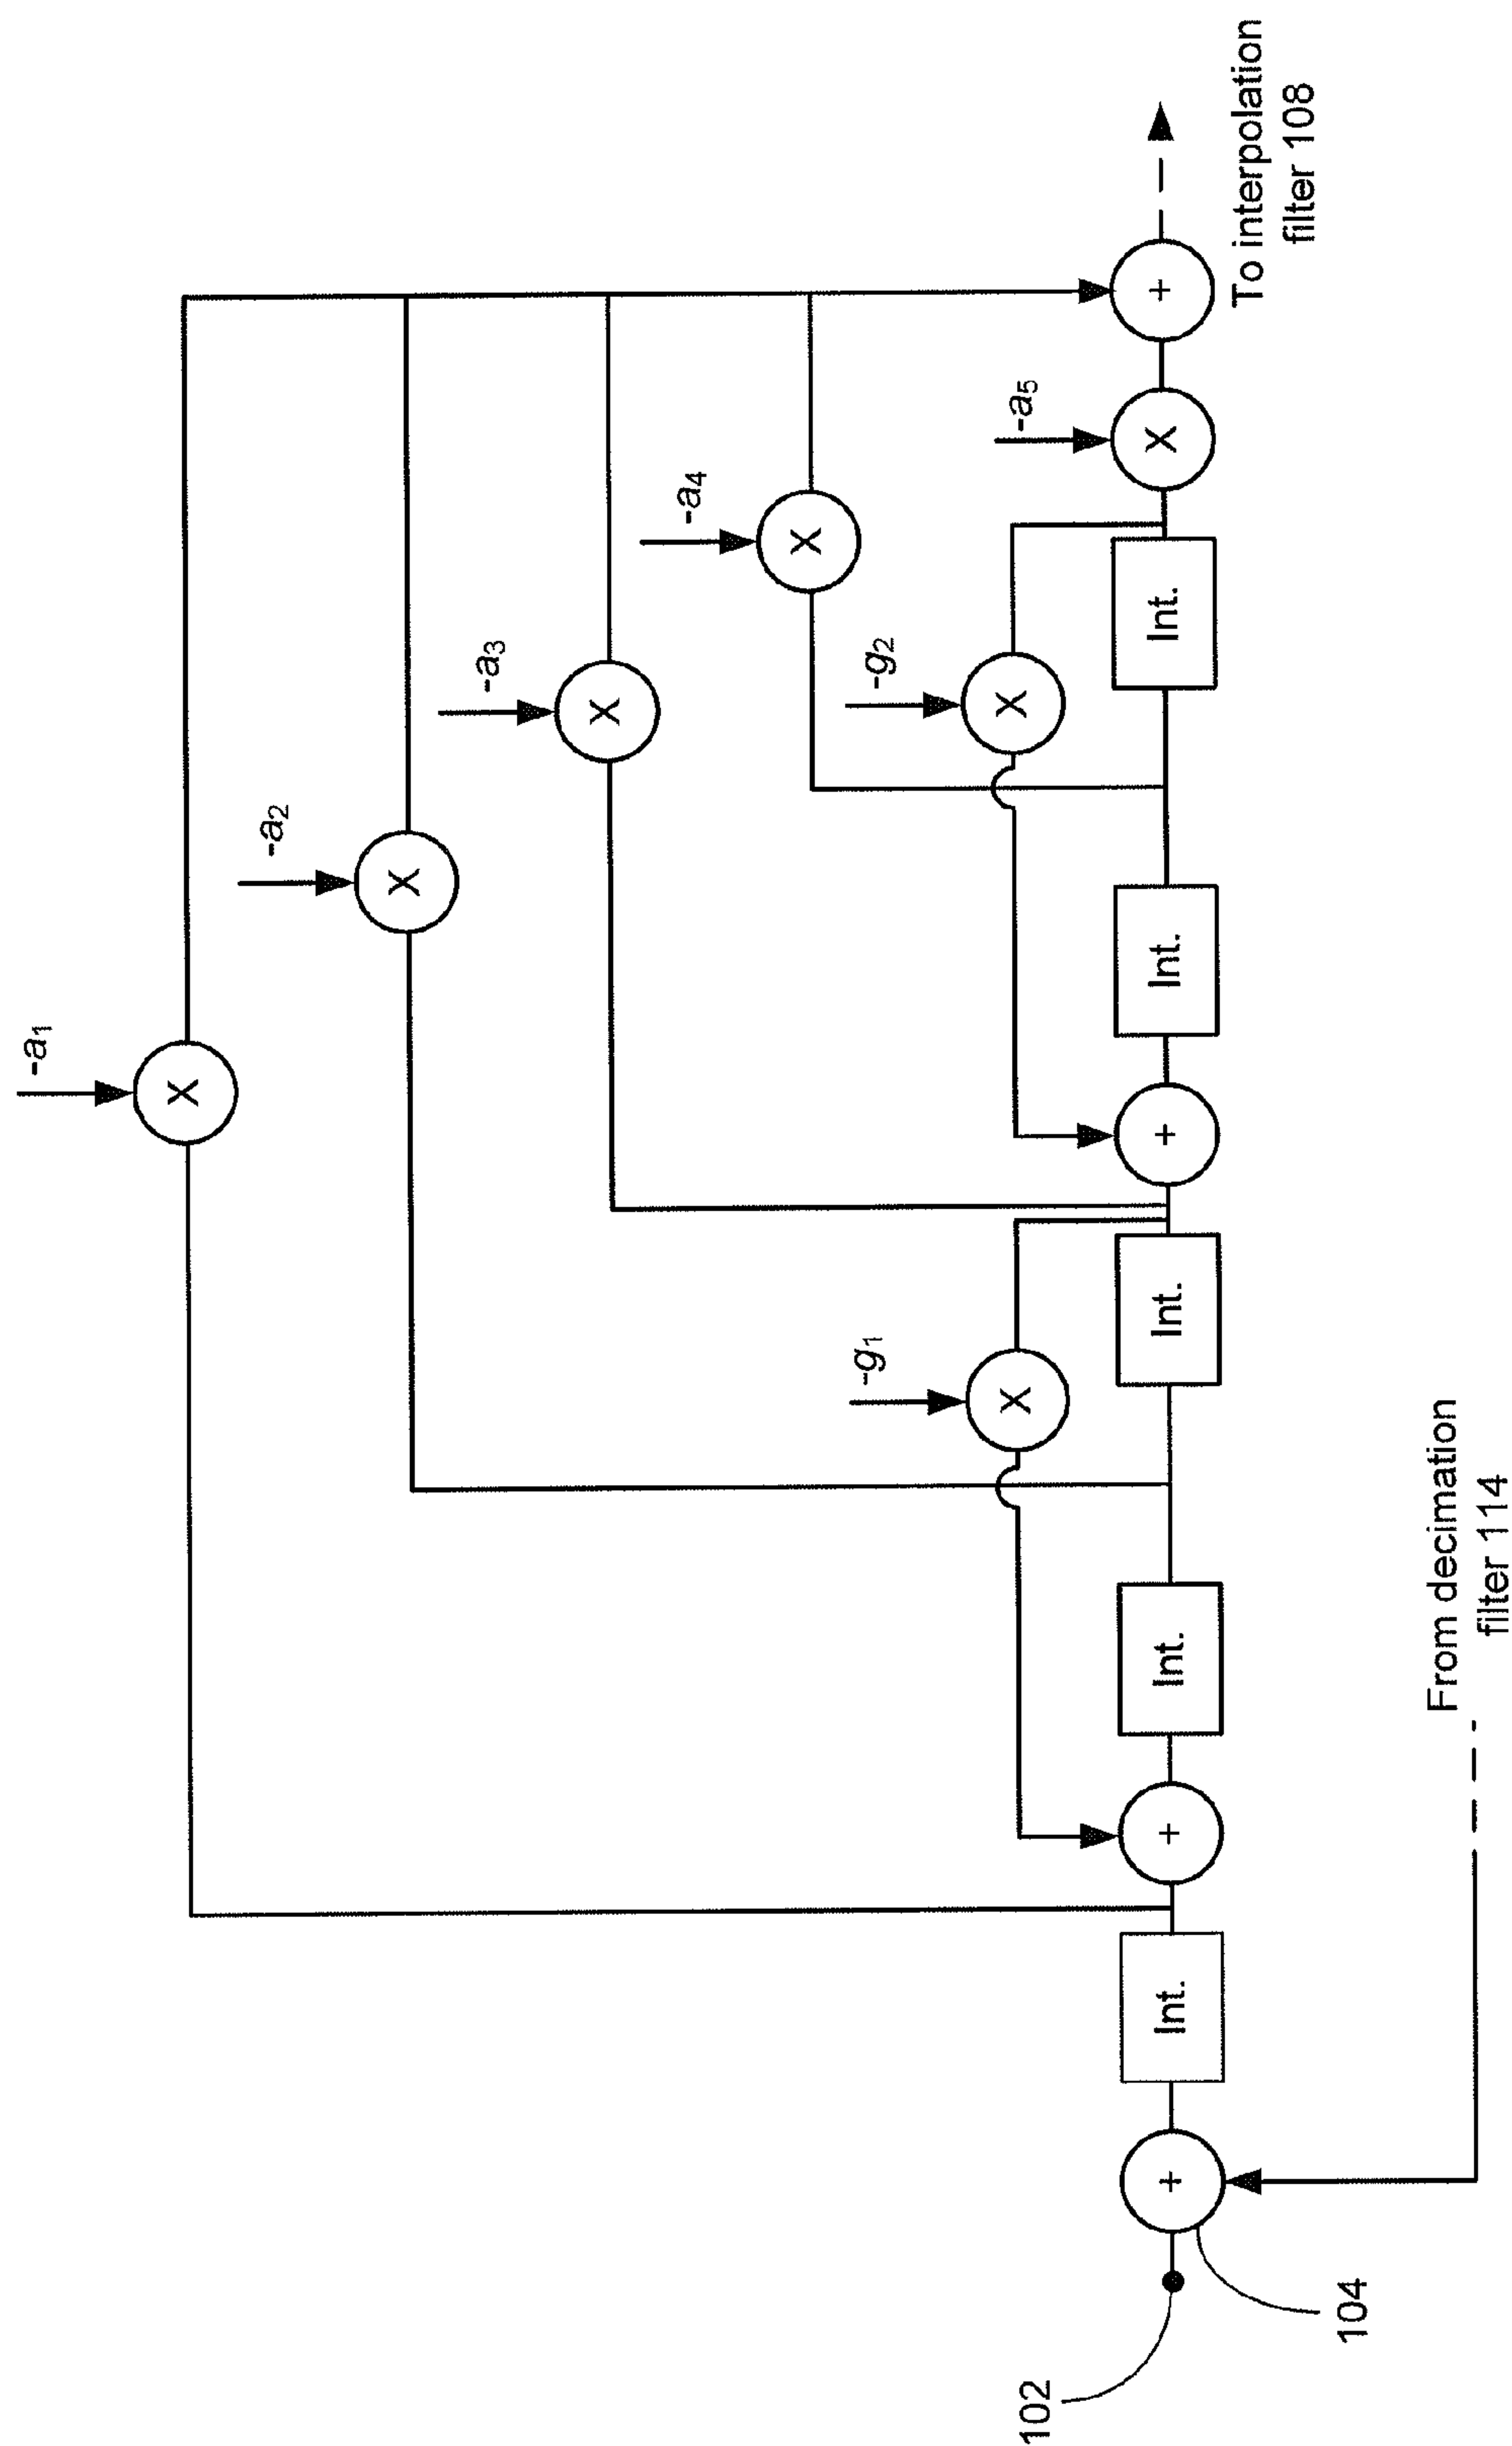 -a1
X
-a2
X
-a3
X
-a4
X
-g1
X
-g2
X
-a5
X
102
104
+
Int.
+
Int.
Int.
+
Int.
Int.
+
To interpolation
filter 108
From decimation
filter 114